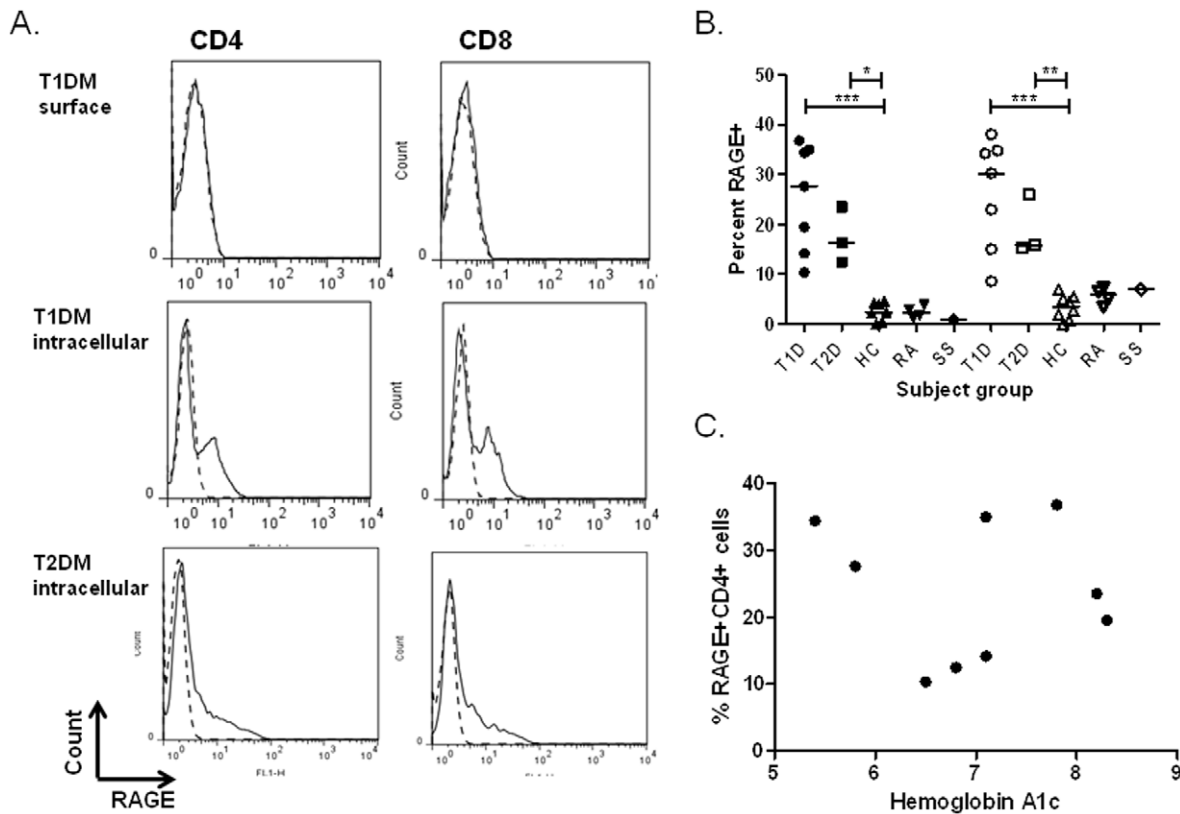 A.
CD4
CD8
T1DM
surface
Count
0
10^0 10^1 10^2 10^3 10^4
0
10^0 10^1 10^2 10^3 10^4
T1DM
intracellular
Count
0
10^0 10^1 10^2 10^3 10^4
0
10^0 10^1 10^2 10^3 10^4
T2DM
intracellular
Count
Count
0
10^0 10^1 10^2 10^3 10^4
FL1-H
0
10^0 10^1 10^2 10^3 10^4
FL1-H
Count
RAGE
B.
Percent RAGE+
50
40
30
20
10
0
* **
*** ***
T1D T2D HC RA SS T1D T2D HC RA SS
Subject group
C.
% RAGE+CD4+ cells
40
30
20
10
0
5 6 7 8 9
Hemoglobin A1c